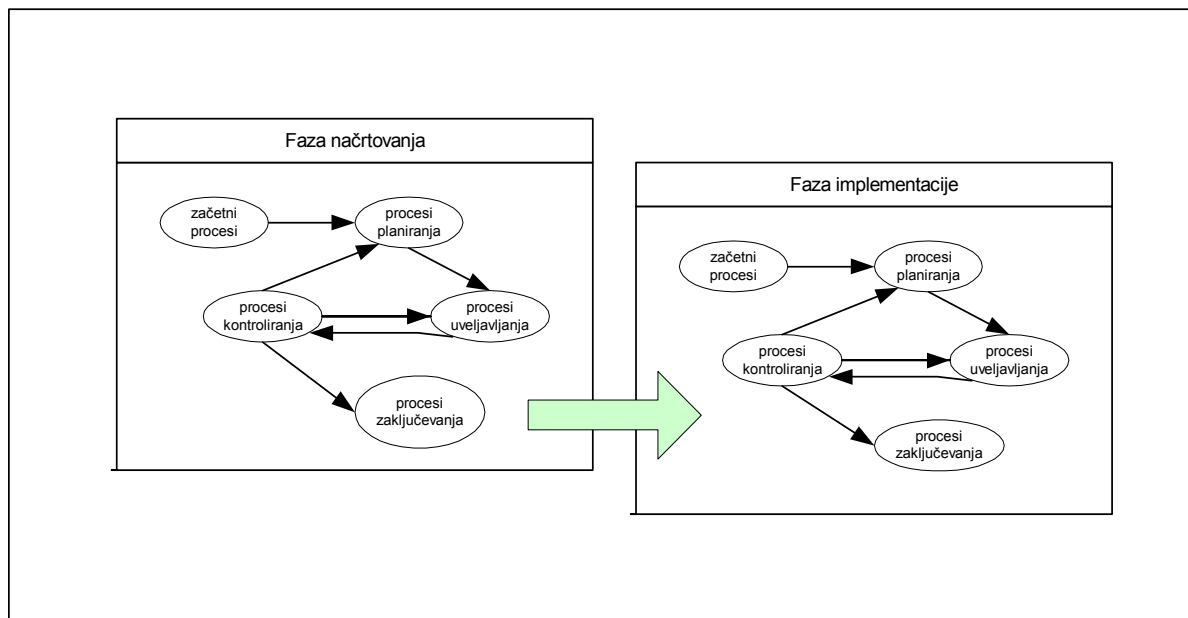 Faza načrtovanja
začetni
procesi
procesi
planiranja
procesi
kontroliranja
procesi
uveljavljanja
procesi
zaključevanja
Faza implementacije
začetni
procesi
procesi
planiranja
procesi
kontroliranja
procesi
uveljavljanja
procesi
zaključevanja